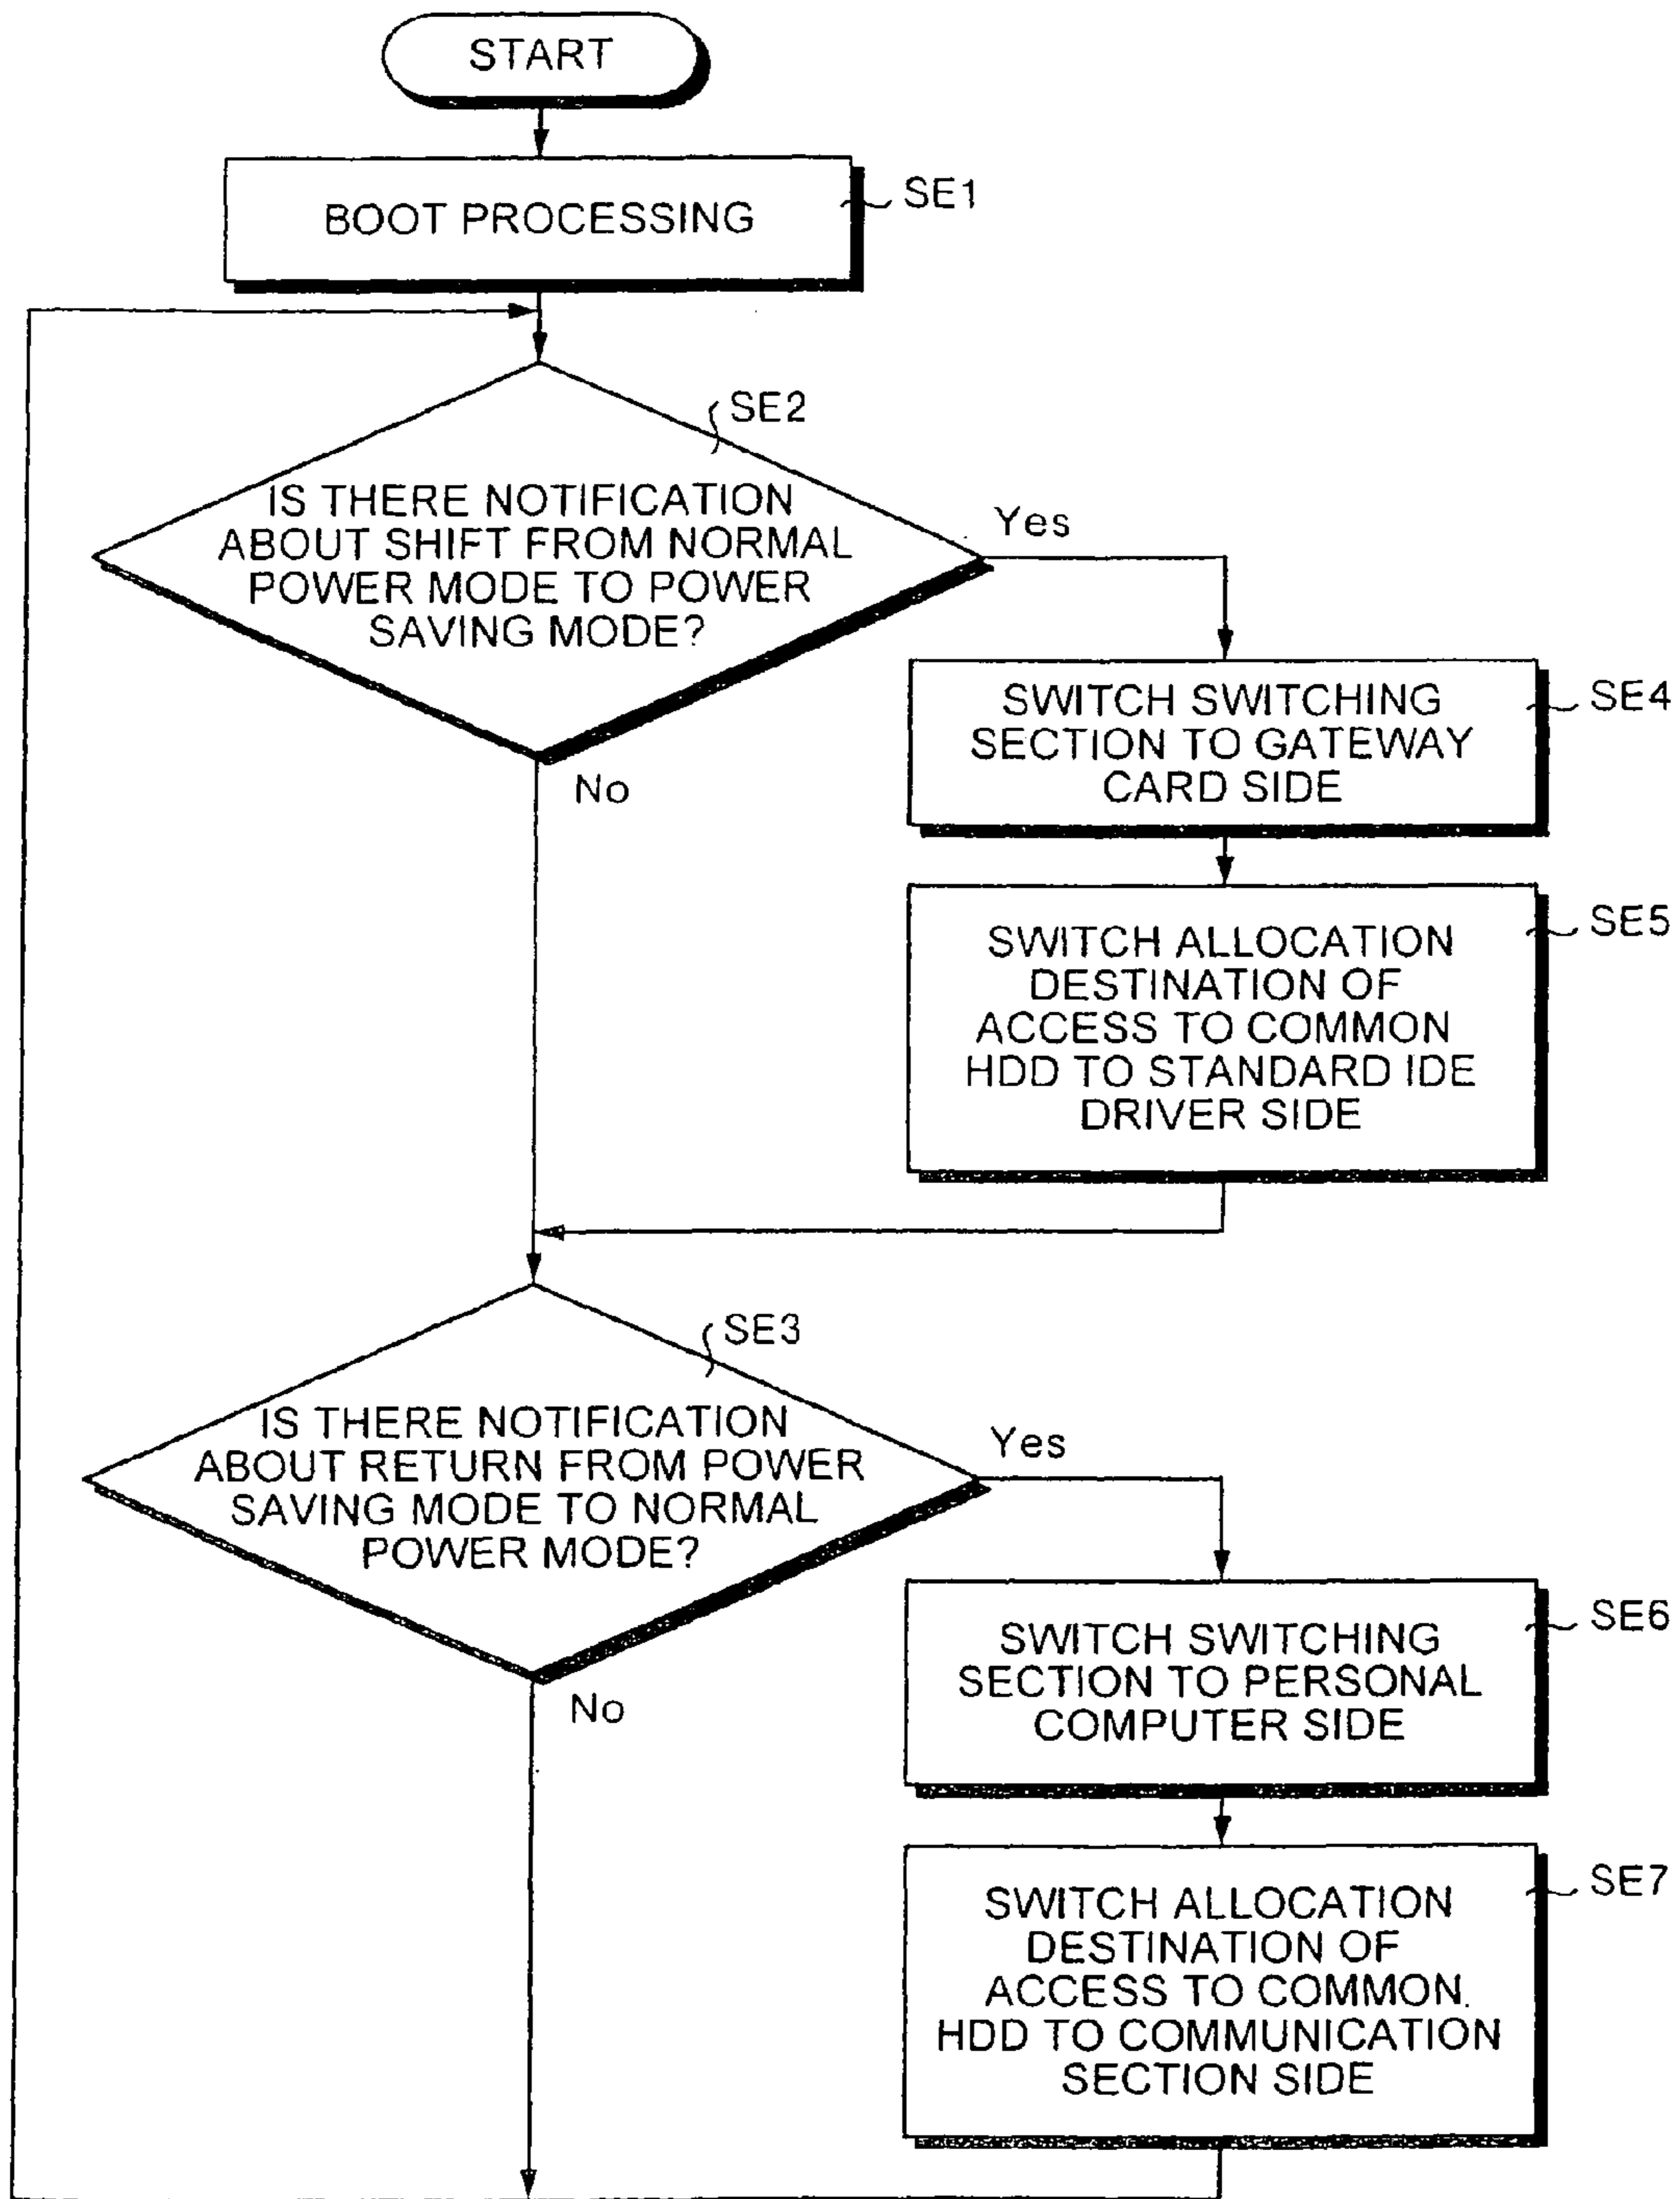 START
BOOT PROCESSING
SE1
SE2
IS THERE NOTIFICATION
ABOUT SHIFT FROM NORMAL
POWER MODE TO POWER
SAVING MODE?
Yes
No
SWITCH SWITCHING
SECTION TO GATEWAY
CARD SIDE
SE4
SWITCH ALLOCATION
DESTINATION OF
ACCESS TO COMMON
HDD TO STANDARD IDE
DRIVER SIDE
SE5
SE3
IS THERE NOTIFICATION
ABOUT RETURN FROM POWER
SAVING MODE TO NORMAL
POWER MODE?
Yes
No
SWITCH SWITCHING
SECTION TO PERSONAL
COMPUTER SIDE
SE6
SWITCH ALLOCATION
DESTINATION OF
ACCESS TO COMMON
HDD TO COMMUNICATION
SECTION SIDE
SE7